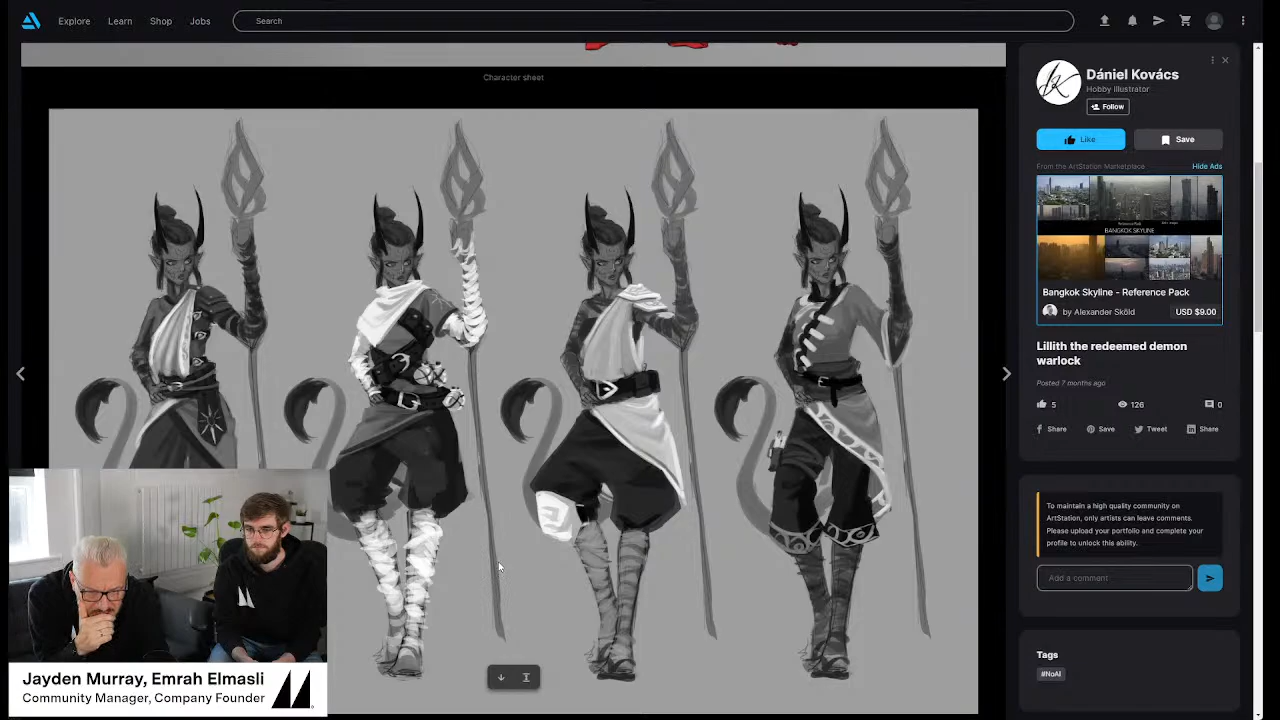 Explore
Learn
Shop
Jobs
Search
Character sheet
Dániel Kovács
Hobby Illustrator
Follow
Like
Save
From the ArtStation Marketplace
Hide Ads
BANGKOK SKYLINE
Bangkok Skyline - Reference Pack
by Alexander Sköld
USD $9.00
Lillith the redeemed demon
warlock
Posted 7 months ago
5
126
0
Share
Save
Tweet
Share
To maintain a high quality community on
ArtStation, only artists can leave comments.
Please upload your portfolio and complete your
profile to unlock this ability.
Add a comment
Tags
#NoAI
Jayden Murray, Emrah Elmasli
Community Manager, Company Founder